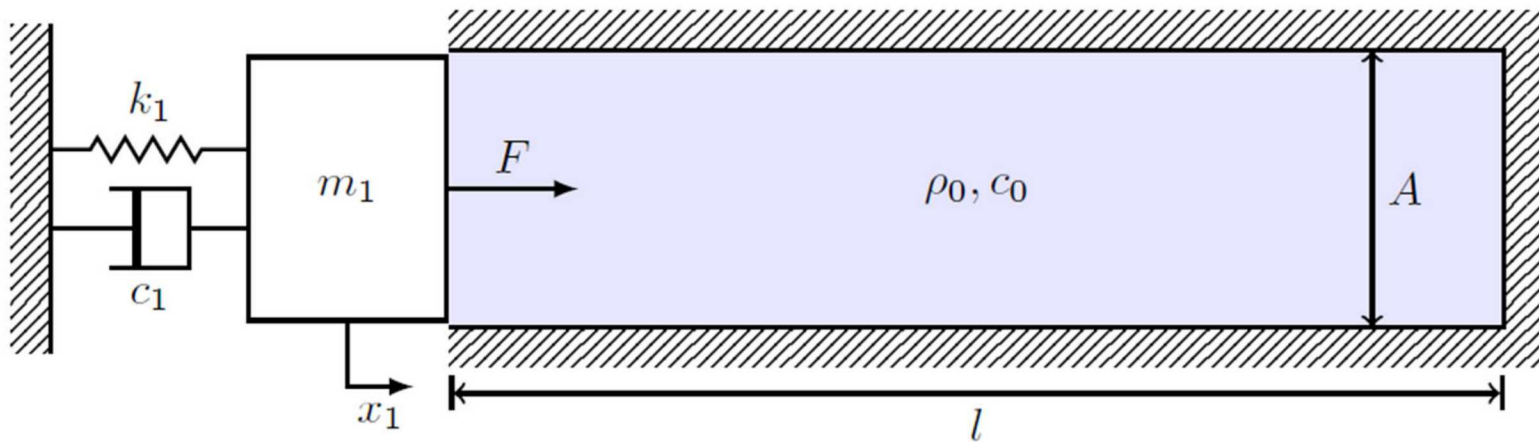 k₁
c₁
m₁
x₁
F
ρ₀, c₀
A
l